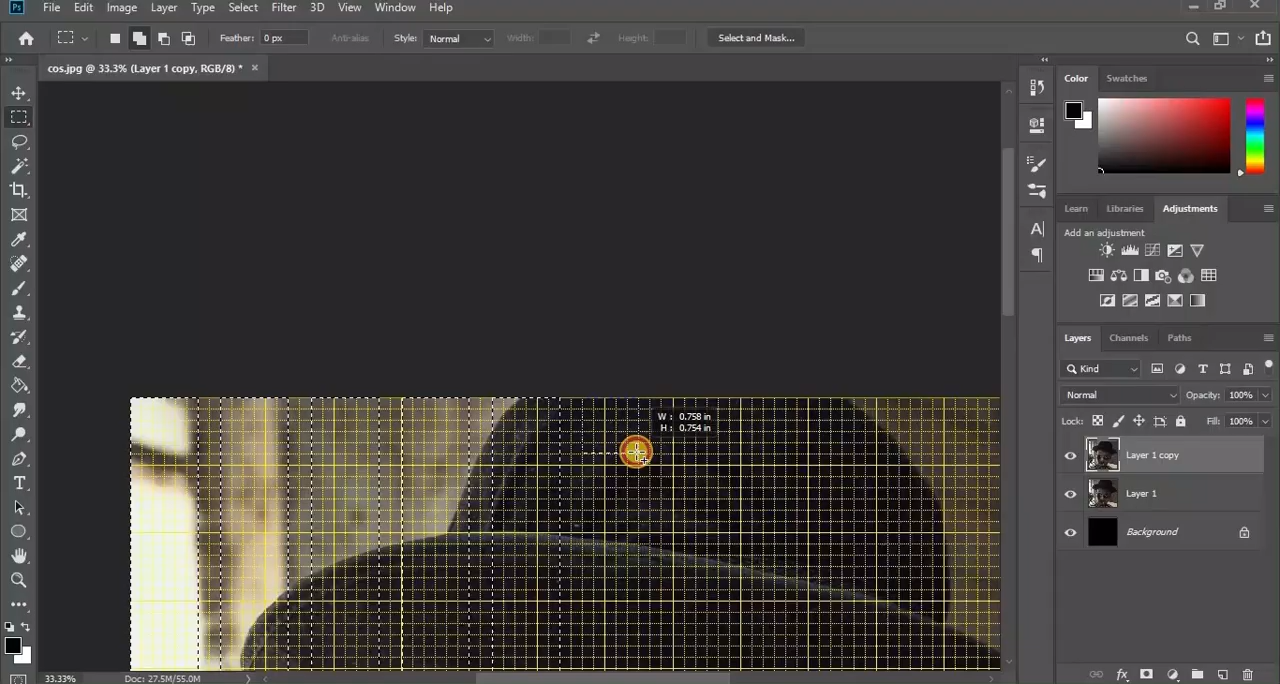 Ps File Edit Image Layer Type Select Filter 3D View Window Help
Feather: 0 px Anti-alias Style: Normal Width: Height: Select and Mask...
cos.jpg @ 33.3% (Layer 1 copy, RGB/8) *
Color Swatches
Learn Libraries Adjustments
Add an adjustment
Layers Channels Paths
Kind
Normal Opacity: 100%
Lock: Fill: 100%
Layer 1 copy
Layer 1
Background
W : 0.758 in
H : 0.754 in
33.33% Doc: 27.5M/55.0M